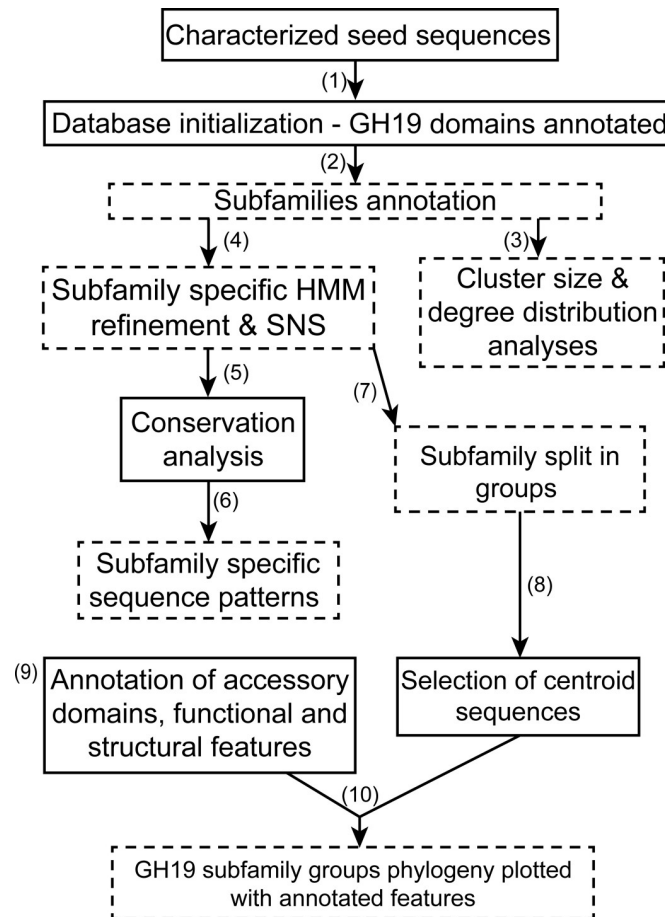 Characterized seed sequences
(1)
Database initialization - GH19 domains annotated
(2)
Subfamilies annotation
(4)
(3)
Subfamily specific HMM
refinement & SNS
Cluster size &
degree distribution
analyses
(5)
(7)
Conservation
analysis
Subfamily split in
groups
(6)
Subfamily specific
sequence patterns
(8)
(9)
Annotation of accessory
domains, functional and
structural features
Selection of centroid
sequences
(10)
GH19 subfamily groups phylogeny plotted
with annotated features